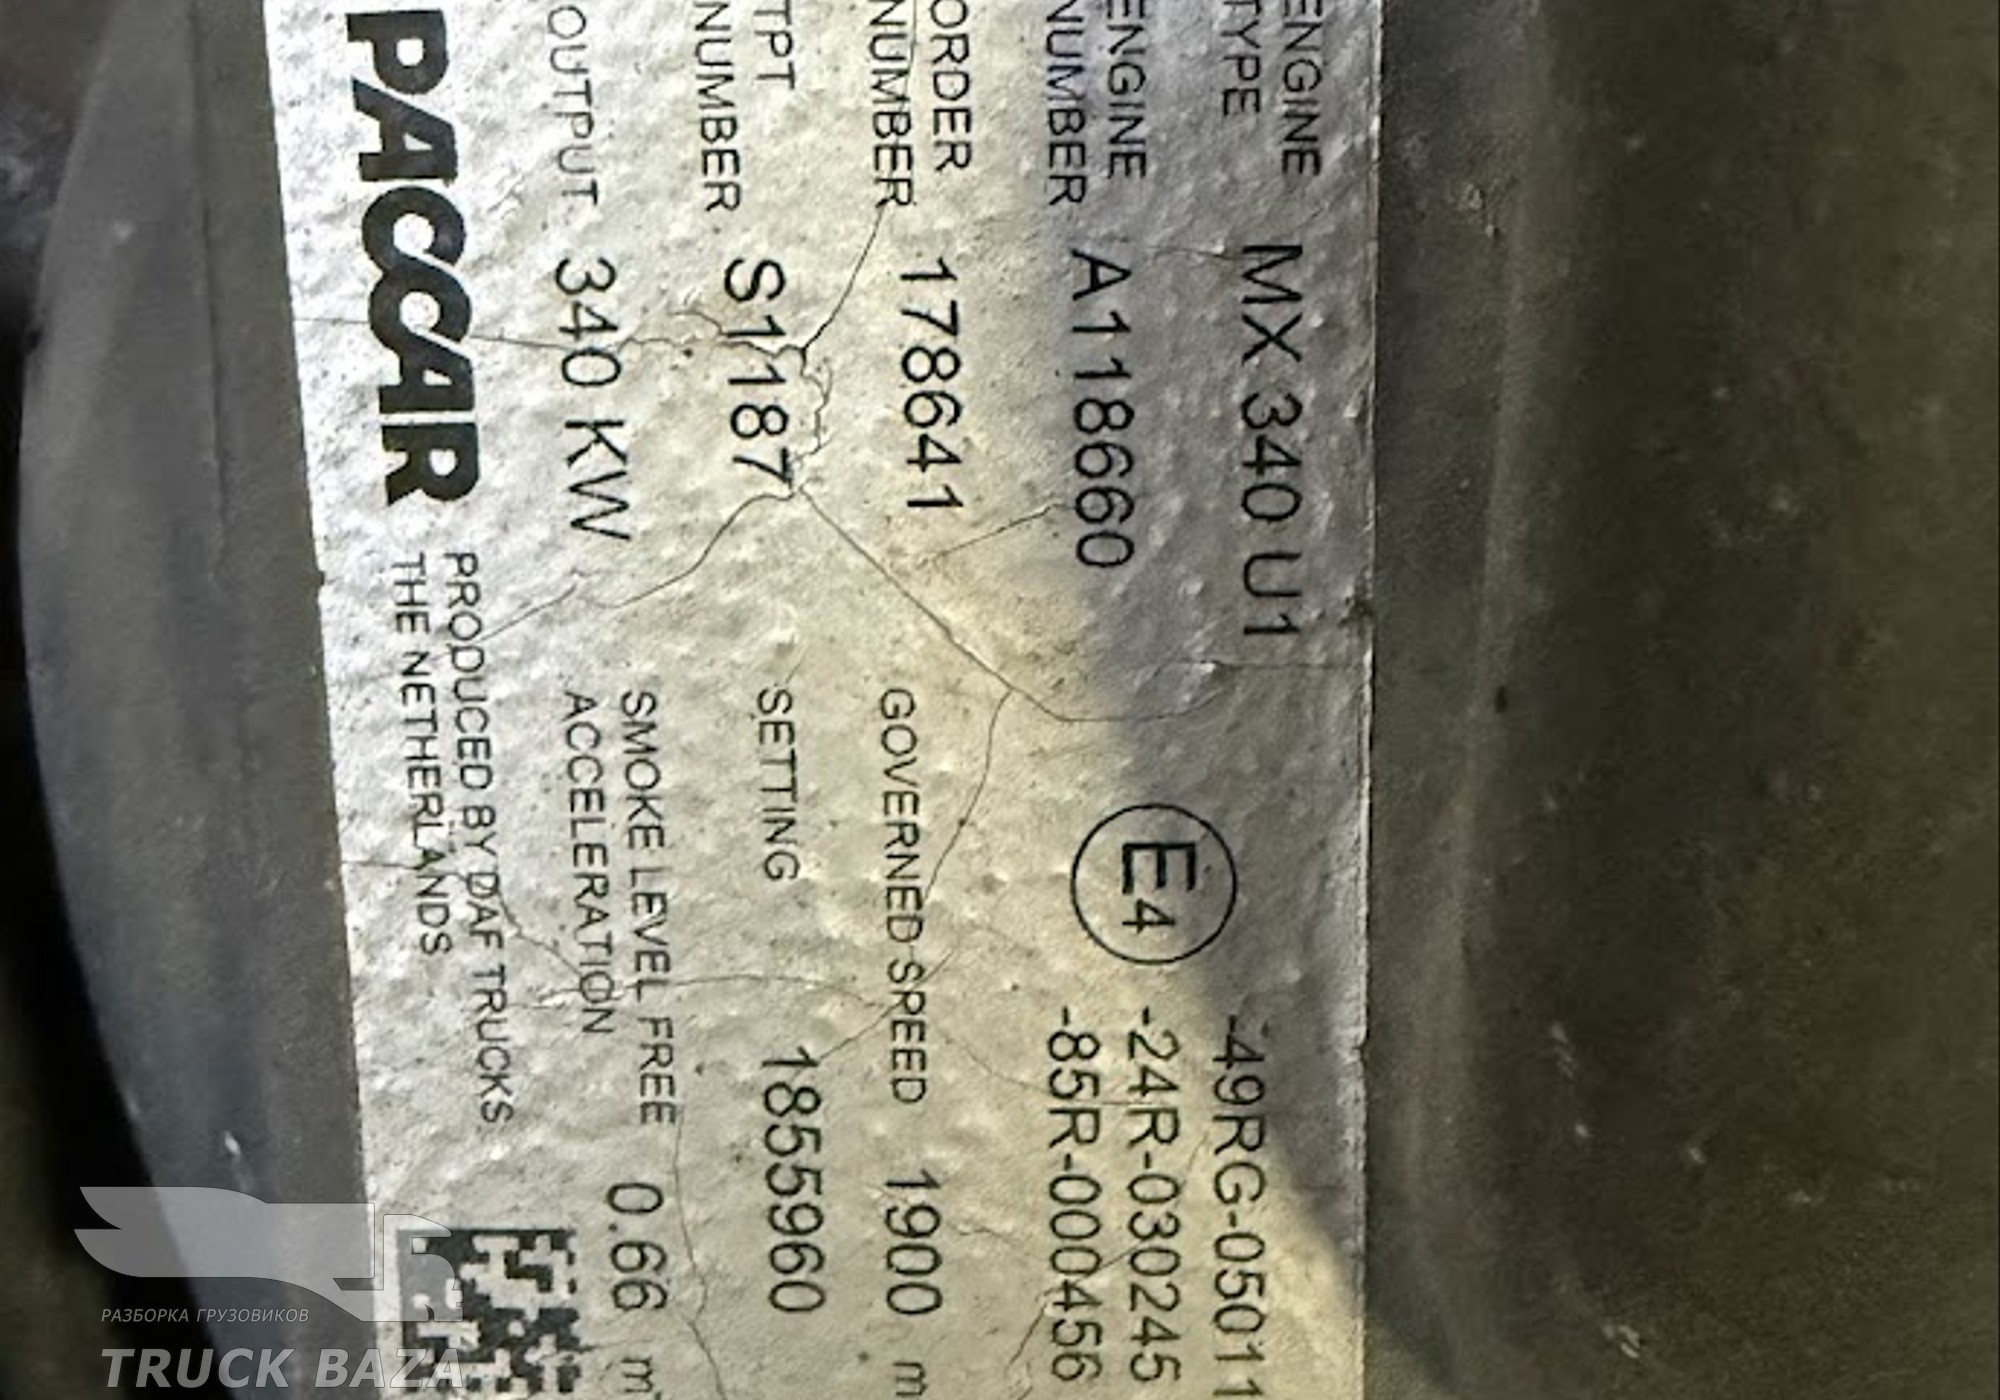 ENGINE TYPE MX 340 U1
ENGINE NUMBER A118660
E4
-49RG-05011
-24R-030245
-85R-000456
ORDER NUMBER 178641
GOVERNED SPEED 1900 m
TPT NUMBER S1187
SETTING 1855960
OUTPUT 340 KW
SMOKE LEVEL FREE ACCELERATION 0.66 m
PACCAR
PRODUCED BY DAF TRUCKS
THE NETHERLANDS
РАЗБОРКА ГРУЗОВИКОВ
TRUCK BAZA